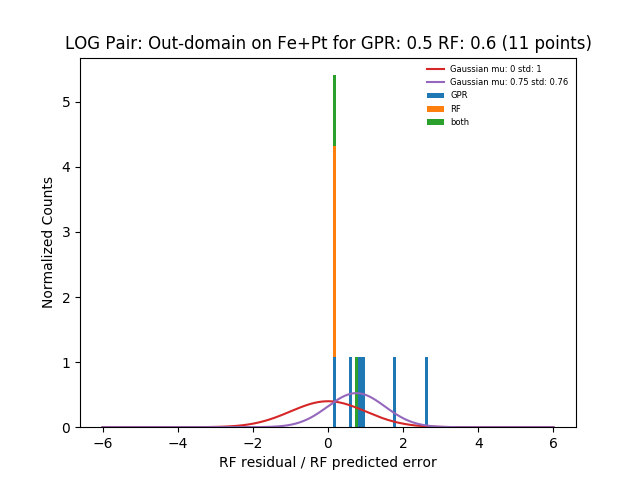 LOG Pair: Out-domain on Fe+Pt for GPR: 0.5 RF: 0.6 (11 points)
Gaussian mu: 0 std: 1
Gaussian mu: 0.75 std: 0.76
GPR
RF
both
Normalized Counts
5
4
3
2
1
0
−6 −4 −2 0 2 4 6
RF residual / RF predicted error